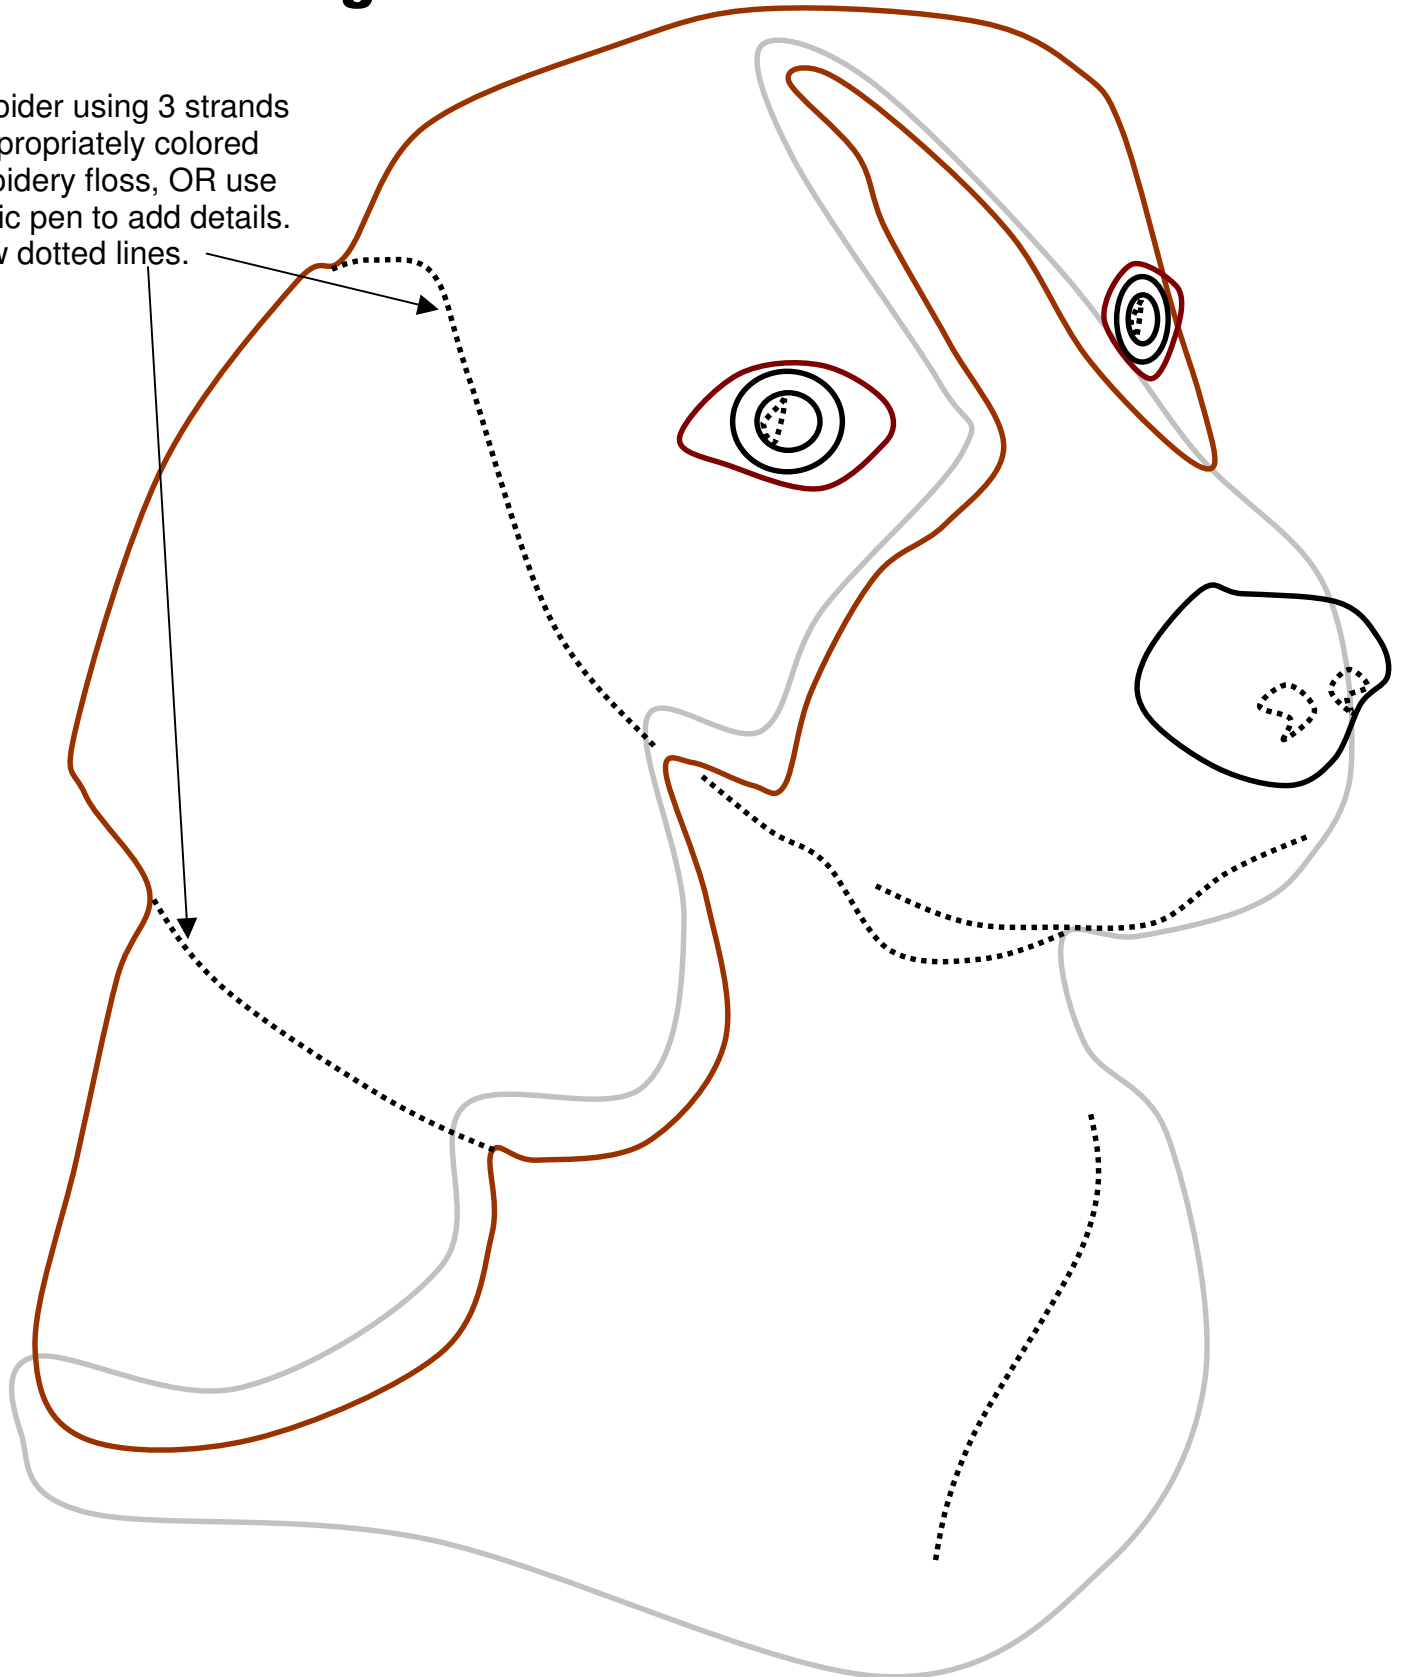 g
oider using 3 strands
propriately colored
oidery floss, OR use
ic pen to add details.
w dotted lines.